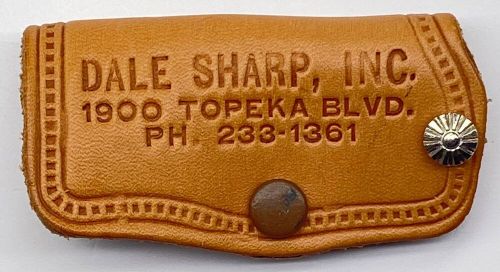 DALE SHARP, INC.
1900 TOPEKA BLVD.
PH. 233-1361